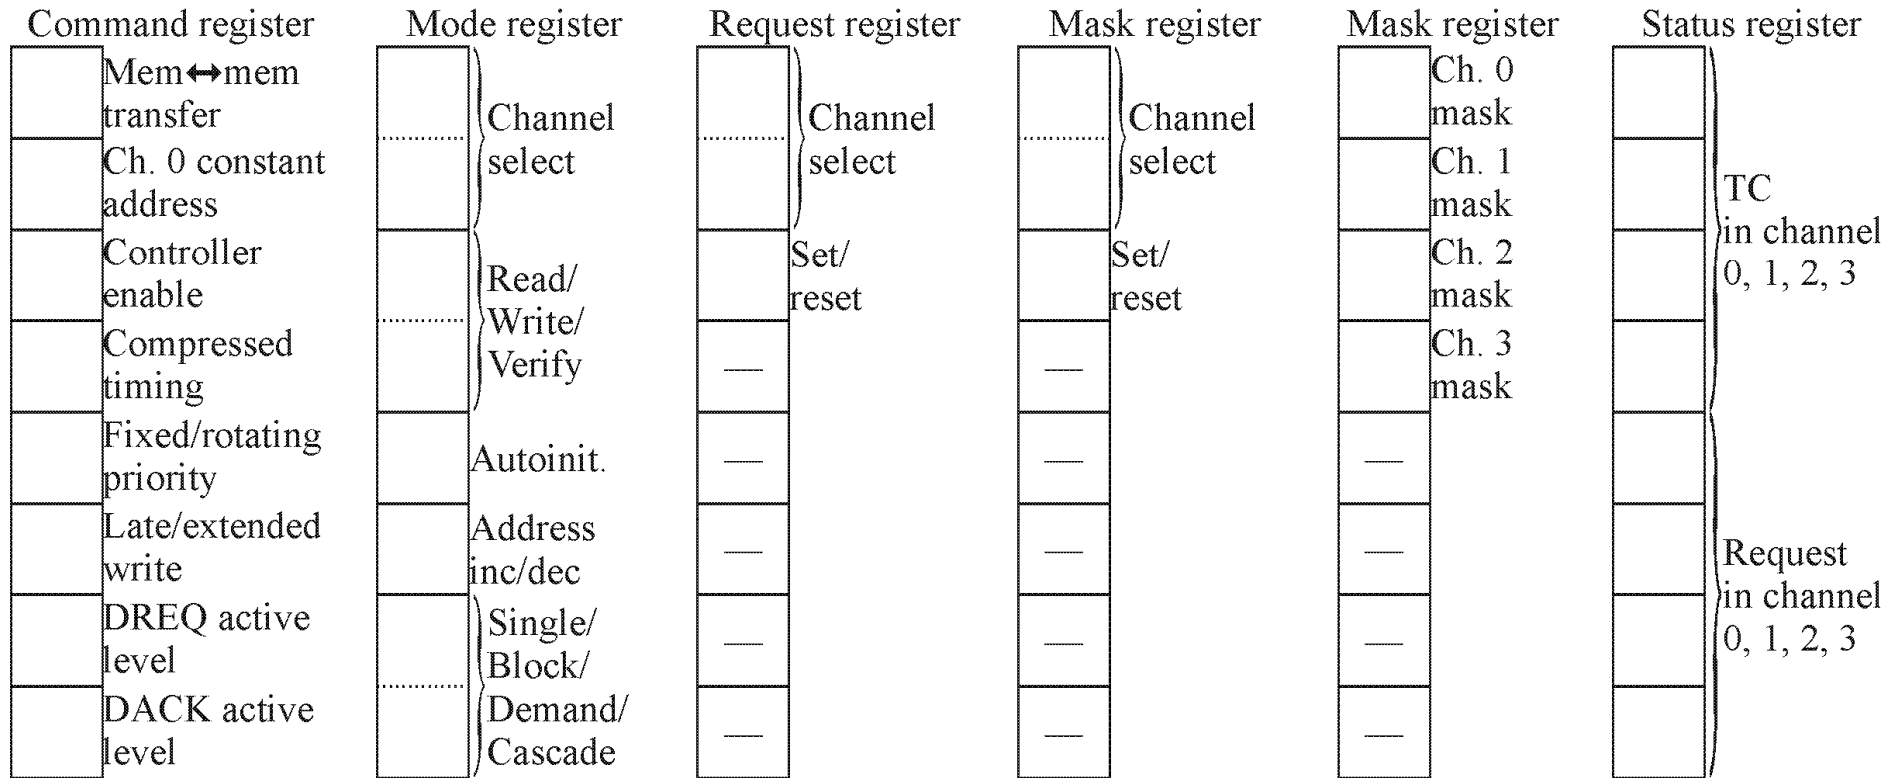 Command register
Mem↔mem
transfer
Ch. 0 constant
address
Controller
enable
Compressed
timing
Fixed/rotating
priority
Late/extended
write
DREQ active
level
DACK active
level
Mode register
Channel
select
Read/
Write/
Verify
Autoinit.
Address
inc/dec
Single/
Block/
Demand/
Cascade
Request register
Channel
select
Set/
reset
—
—
—
—
—
Mask register
Channel
select
Set/
reset
—
—
—
—
—
Mask register
Ch. 0
mask
Ch. 1
mask
Ch. 2
mask
Ch. 3
mask
—
—
—
—
Status register
TC
in channel
0, 1, 2, 3
Request
in channel
0, 1, 2, 3